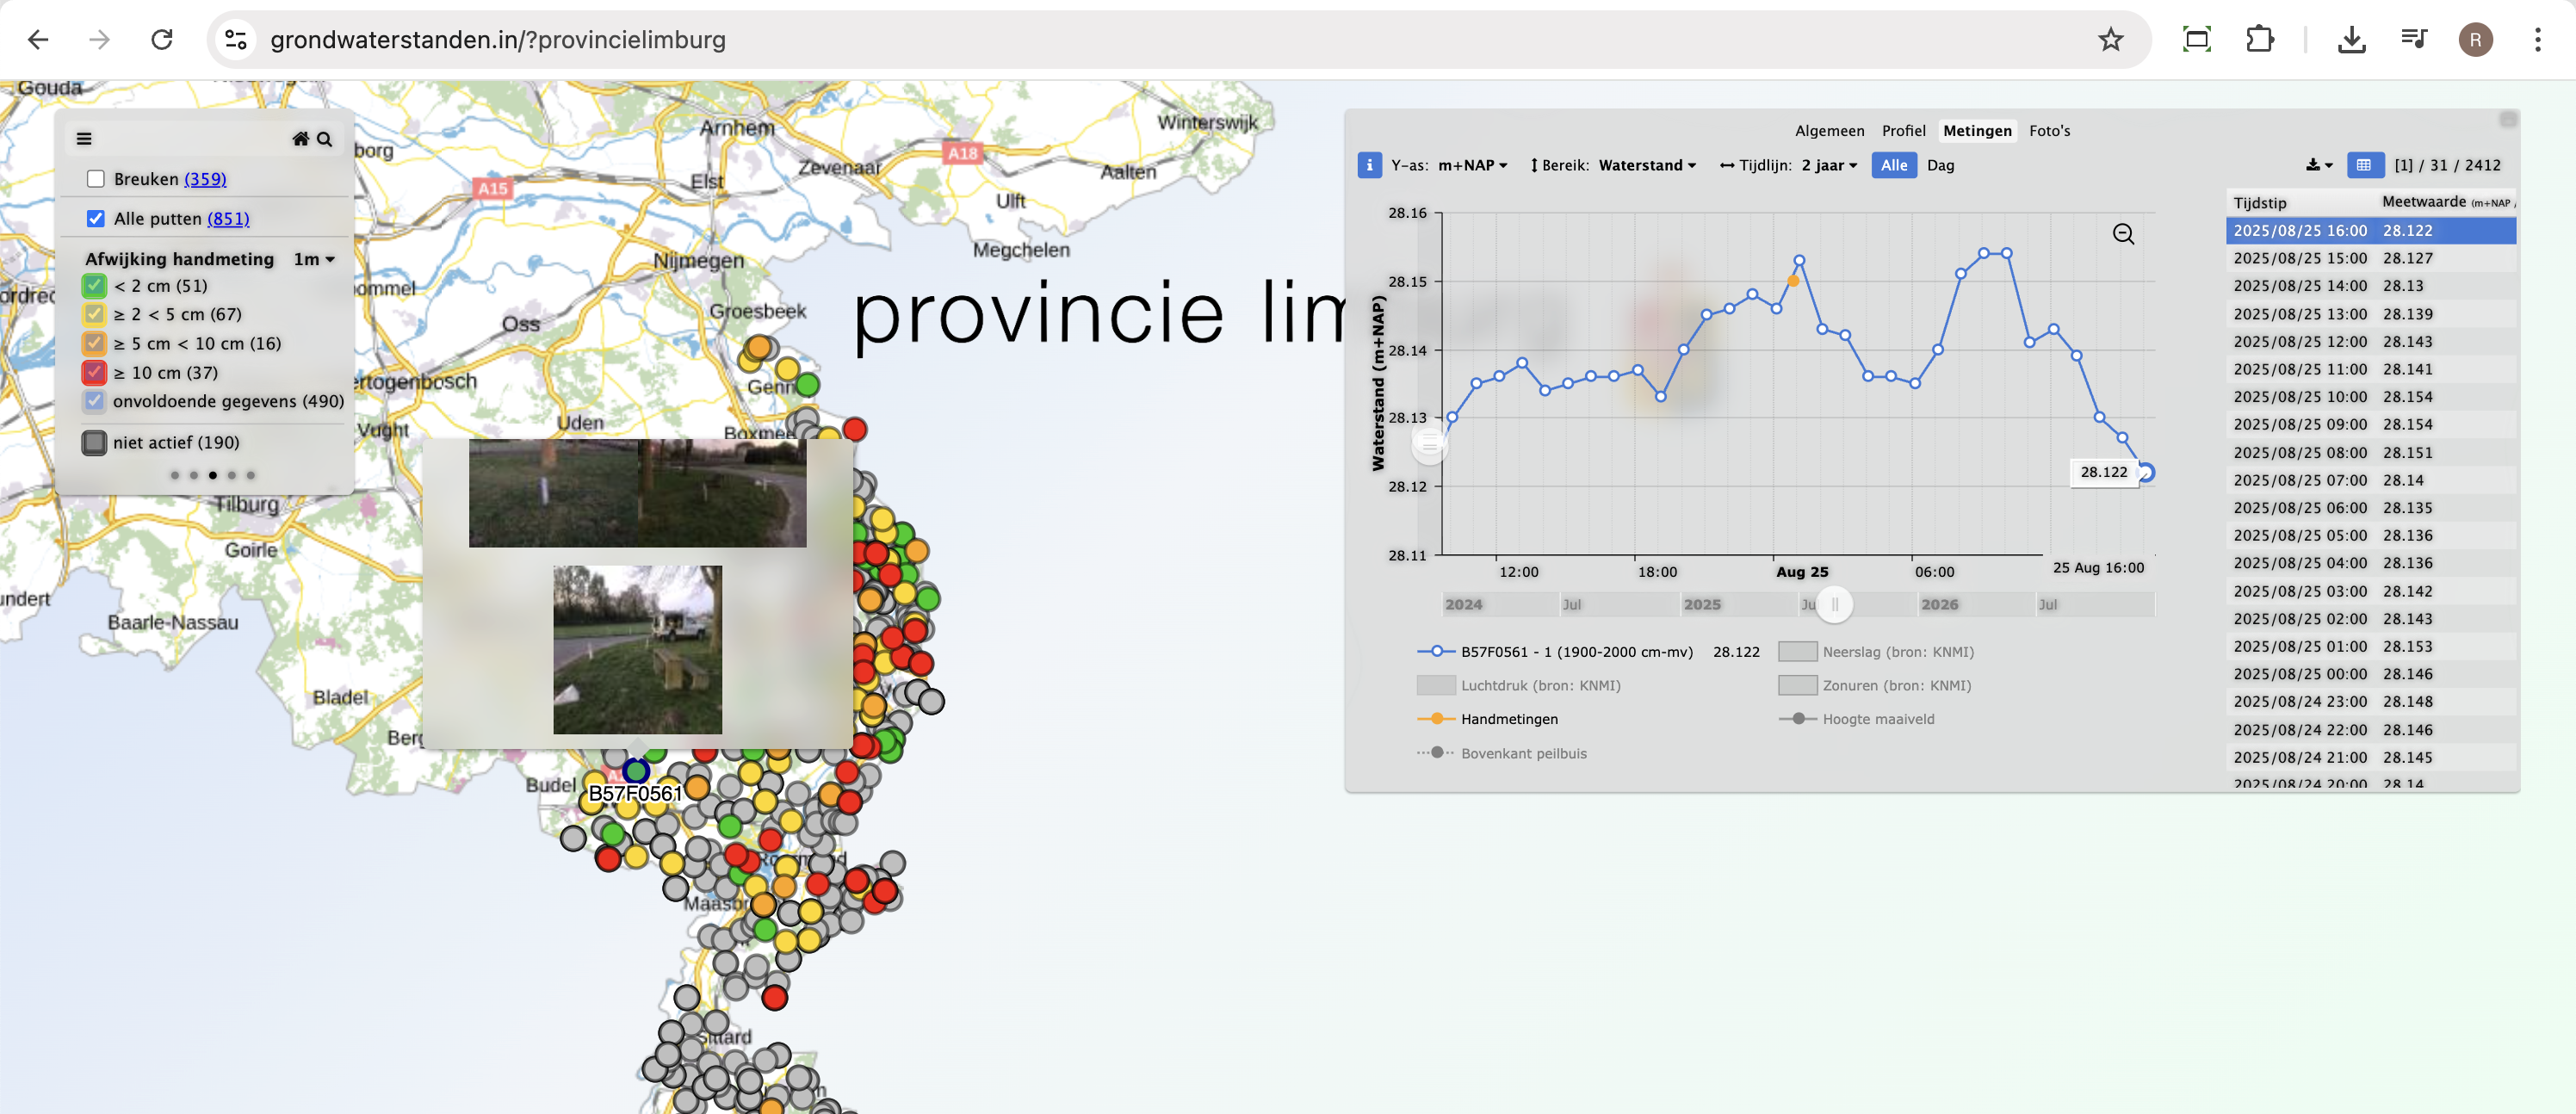 grondwaterstanden.in/?provincielimburg
R
Gouda
Breuken (359)
Alle putten (851)
Afwijking handmeting 1m
< 2 cm (51)
≥ 2 < 5 cm (67)
≥ 5 cm < 10 cm (16)
≥ 10 cm (37)
onvoldoende gegevens (490)
niet actief (190)
borg
A15
Arnhem
A18
Winterswijk
Zevenaar
Aalten
Elst
Ulft
Megchelen
Nijmegen
ommel
Groesbeek
Oss
provincie lim
Genn
ertogenbosch
Uden
Vught
Boxmee
Tilburg
Goirle
Baarle-Nassau
Bladel
Berg
Budel
B57F0561
Maasbr
Sittard
Algemeen Profiel Metingen Foto's
Y-as: m+NAP Bereik: Waterstand Tijdlijn: 2 jaar Alle Dag
[1] / 31 / 2412
Waterstand (m+NAP)
28.16
28.15
28.14
28.13
28.12
28.11
28.122
12:00 18:00 Aug 25 06:00 25 Aug 16:00
2024 Jul 2025 Ju 2026 Jul
B57F0561 - 1 (1900-2000 cm-mv) 28.122
Neerslag (bron: KNMI)
Luchtdruk (bron: KNMI)
Zonuren (bron: KNMI)
Handmetingen
Hoogte maaiveld
Bovenkant peilbuis
Tijdstip Meetwaarde (m+NAP
2025/08/25 16:00 28.122
2025/08/25 15:00 28.127
2025/08/25 14:00 28.13
2025/08/25 13:00 28.139
2025/08/25 12:00 28.143
2025/08/25 11:00 28.141
2025/08/25 10:00 28.154
2025/08/25 09:00 28.154
2025/08/25 08:00 28.151
2025/08/25 07:00 28.14
2025/08/25 06:00 28.135
2025/08/25 05:00 28.136
2025/08/25 04:00 28.136
2025/08/25 03:00 28.142
2025/08/25 02:00 28.143
2025/08/25 01:00 28.153
2025/08/25 00:00 28.146
2025/08/24 23:00 28.148
2025/08/24 22:00 28.146
2025/08/24 21:00 28.145
2025/08/24 20:00 28.14